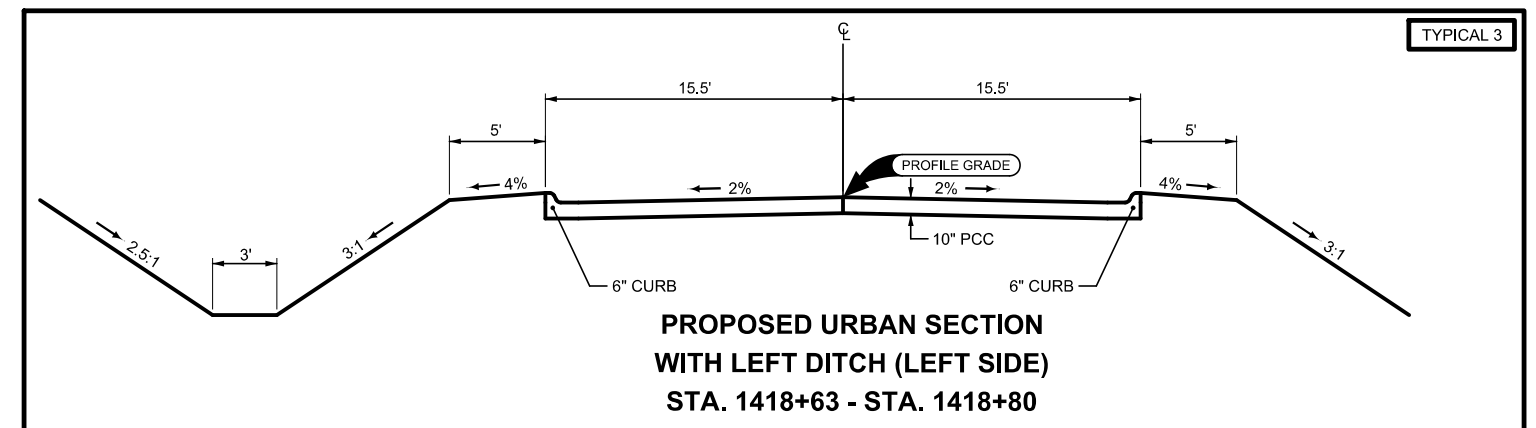 TYPICAL 3
℄
15.5'
15.5'
5'
5'
PROFILE GRADE
4%
2%
2%
4%
2.5:1
3'
3:1
3:1
10" PCC
6" CURB
6" CURB
PROPOSED URBAN SECTION
WITH LEFT DITCH (LEFT SIDE)
STA. 1418+63 - STA. 1418+80